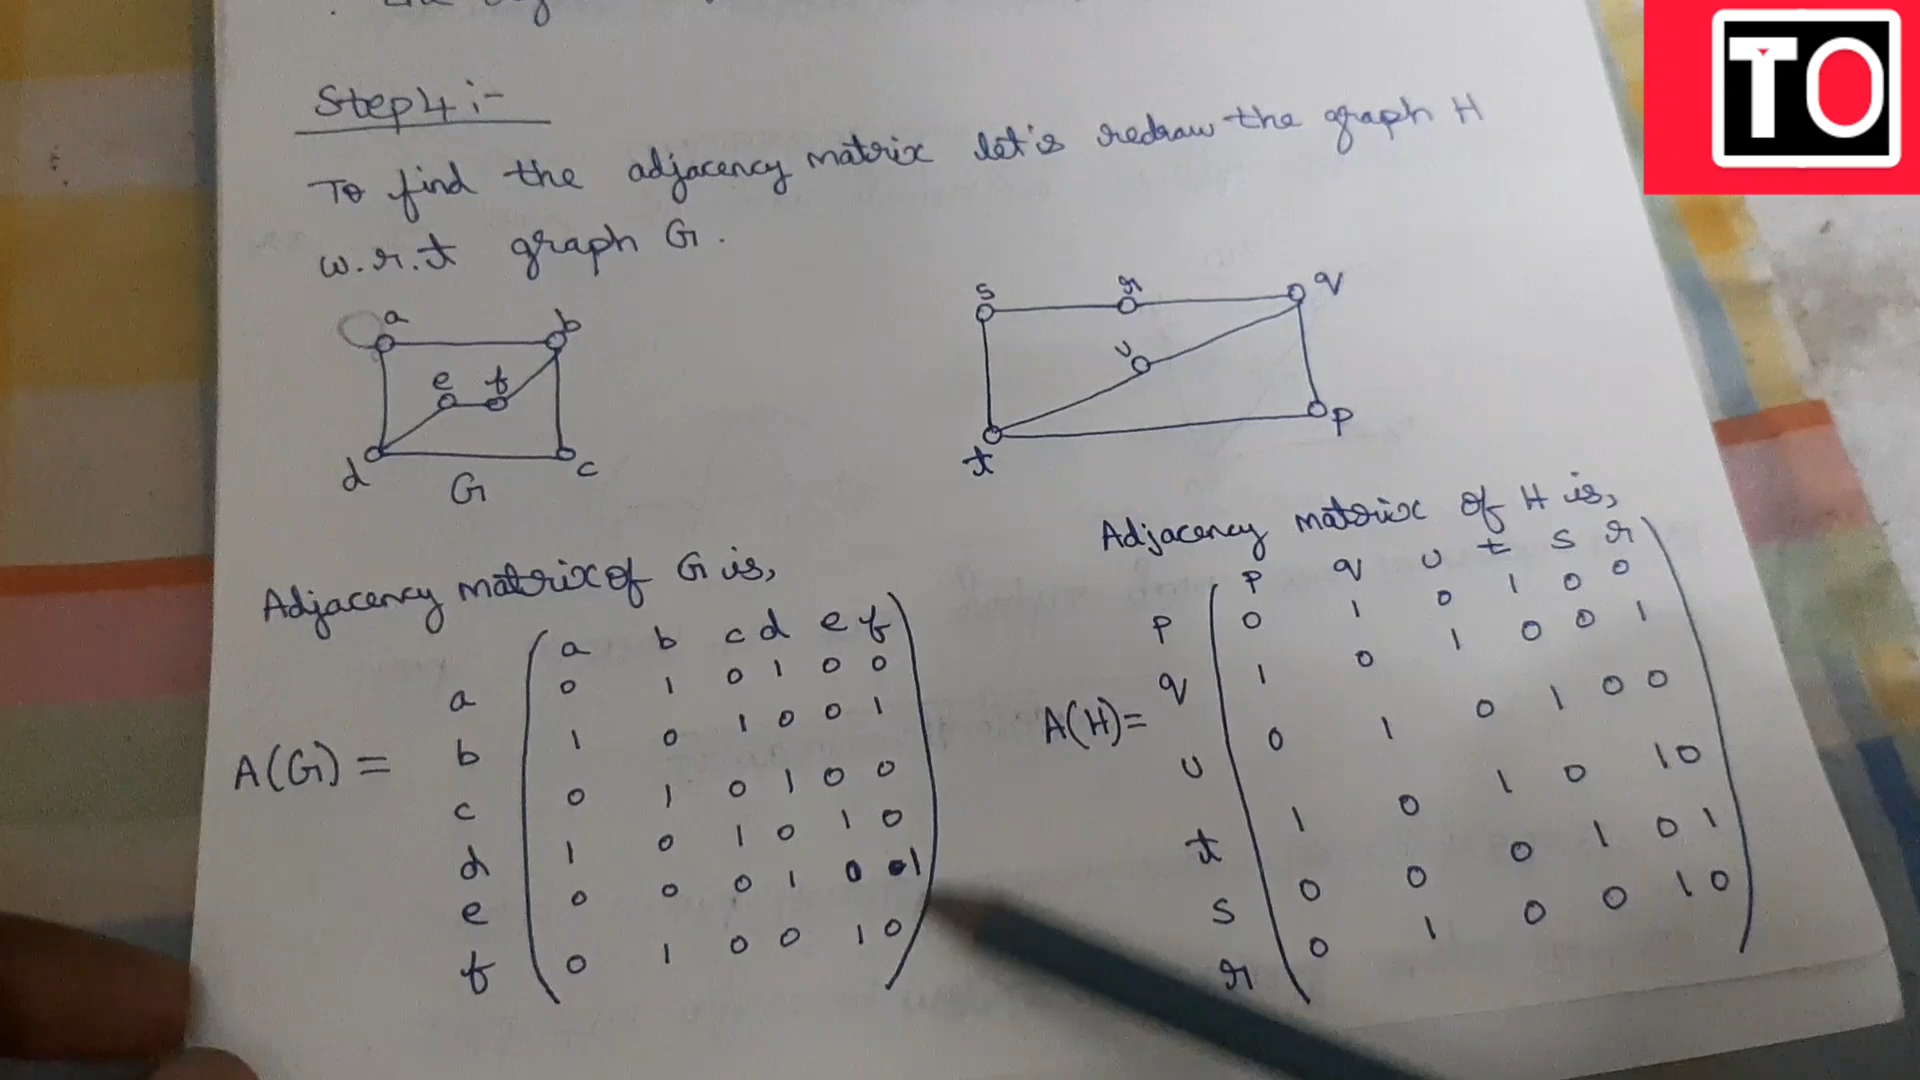 TO
Step 4 :-
To find the adjacency matrix let's redraw the graph H
w.r.t graph G.
a b
e f
d c
G
s r q
u
t p
Adjacency matrix of G is,
a b c d e f
a 0 1 0 1 0 0
b 1 0 1 0 0 1
A(G) =
c 0 1 0 1 0 0
d 1 0 1 0 1 0
e 0 0 0 1 0 1
f 0 1 0 0 1 0
Adjacency matrix of H is,
p q u t s r
p 0 1 0 1 0 0
q 1 0 1 0 0 1
A(H)=
u 0 1 0 1 0 0
t 1 0 1 0 1 0
s 0 0 0 1 0 1
r 0 1 0 0 1 0